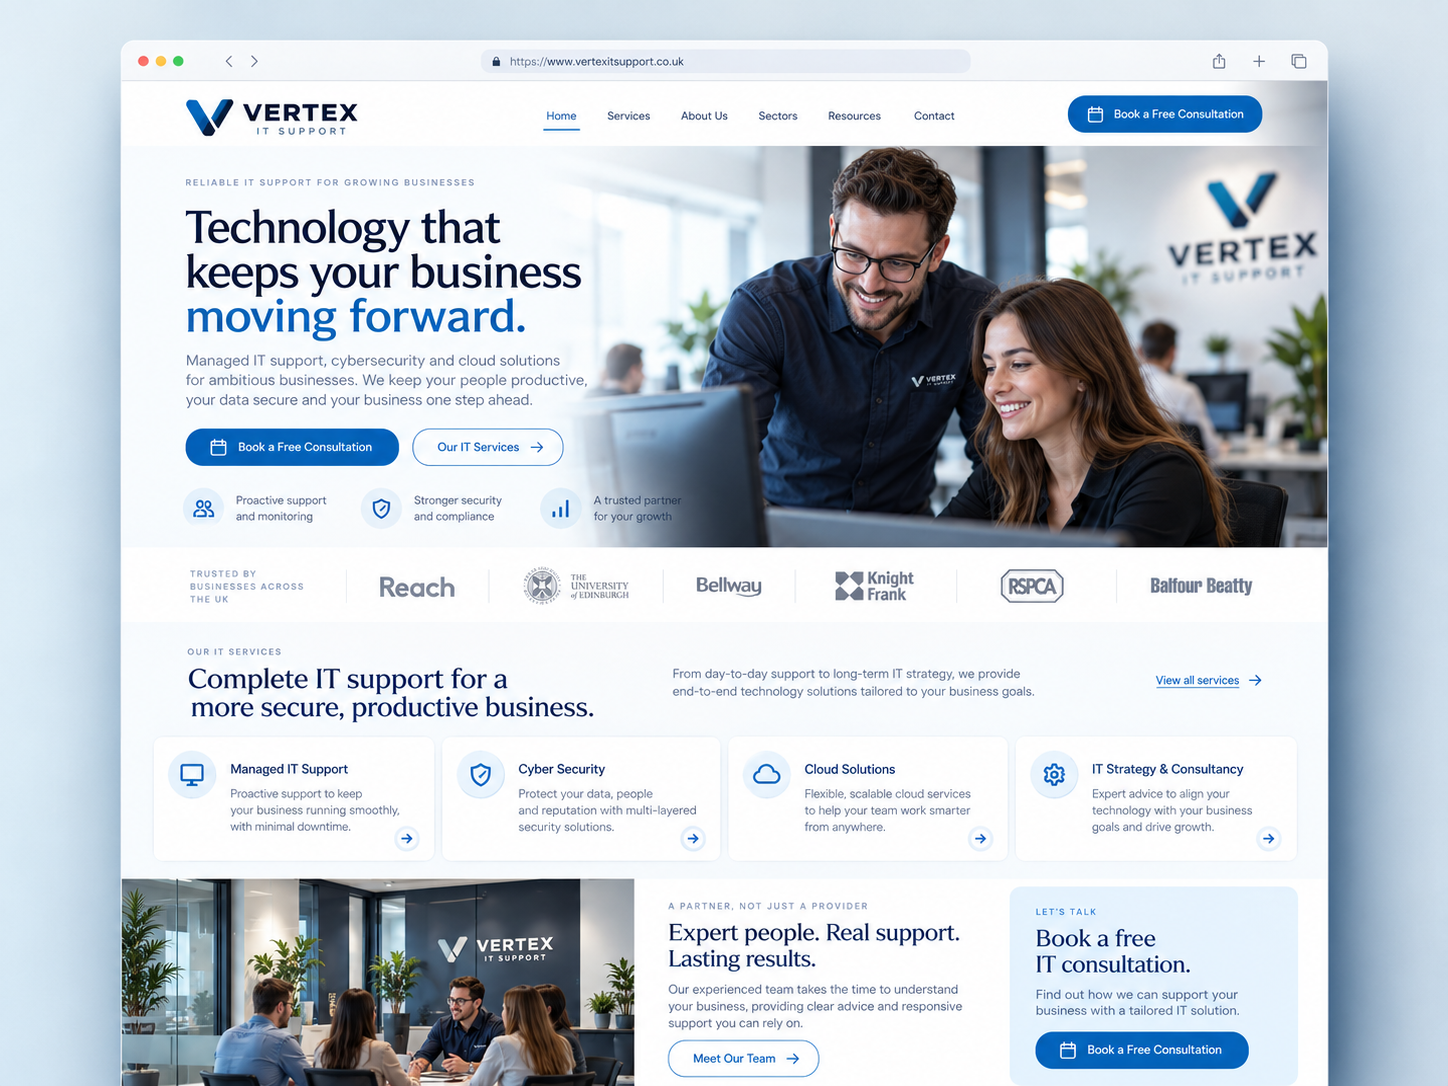 https://www.vertexitsupport.co.uk
VERTEX
IT SUPPORT
Home
Services
About Us
Sectors
Resources
Contact
Book a Free Consultation
RELIABLE IT SUPPORT FOR GROWING BUSINESSES
Technology that
keeps your business
moving forward.
Managed IT support, cybersecurity and cloud solutions
for ambitious businesses. We keep your people productive,
your data secure and your business one step ahead.
Book a Free Consultation
Our IT Services
Proactive support
and monitoring
Stronger security
and compliance
A trusted partner
for your growth
VERTEX
IT SUPPORT
VERTEX
IT SUPPORT
TRUSTED BY
BUSINESSES ACROSS
THE UK
Reach
THE
UNIVERSITY
of EDINBURGH
Bellway
Knight
Frank
RSPCA
Balfour Beatty
OUR IT SERVICES
Complete IT support for a
more secure, productive business.
From day-to-day support to long-term IT strategy, we provide
end-to-end technology solutions tailored to your business goals.
View all services
Managed IT Support
Proactive support to keep
your business running smoothly,
with minimal downtime.
Cyber Security
Protect your data, people
and reputation with multi-layered
security solutions.
Cloud Solutions
Flexible, scalable cloud services
to help your team work smarter
from anywhere.
IT Strategy & Consultancy
Expert advice to align your
technology with your business
goals and drive growth.
VERTEX
IT SUPPORT
A PARTNER, NOT JUST A PROVIDER
Expert people. Real support.
Lasting results.
Our experienced team takes the time to understand
your business, providing clear advice and responsive
support you can rely on.
Meet Our Team
LET'S TALK
Book a free
IT consultation.
Find out how we can support your
business with a tailored IT solution.
Book a Free Consultation